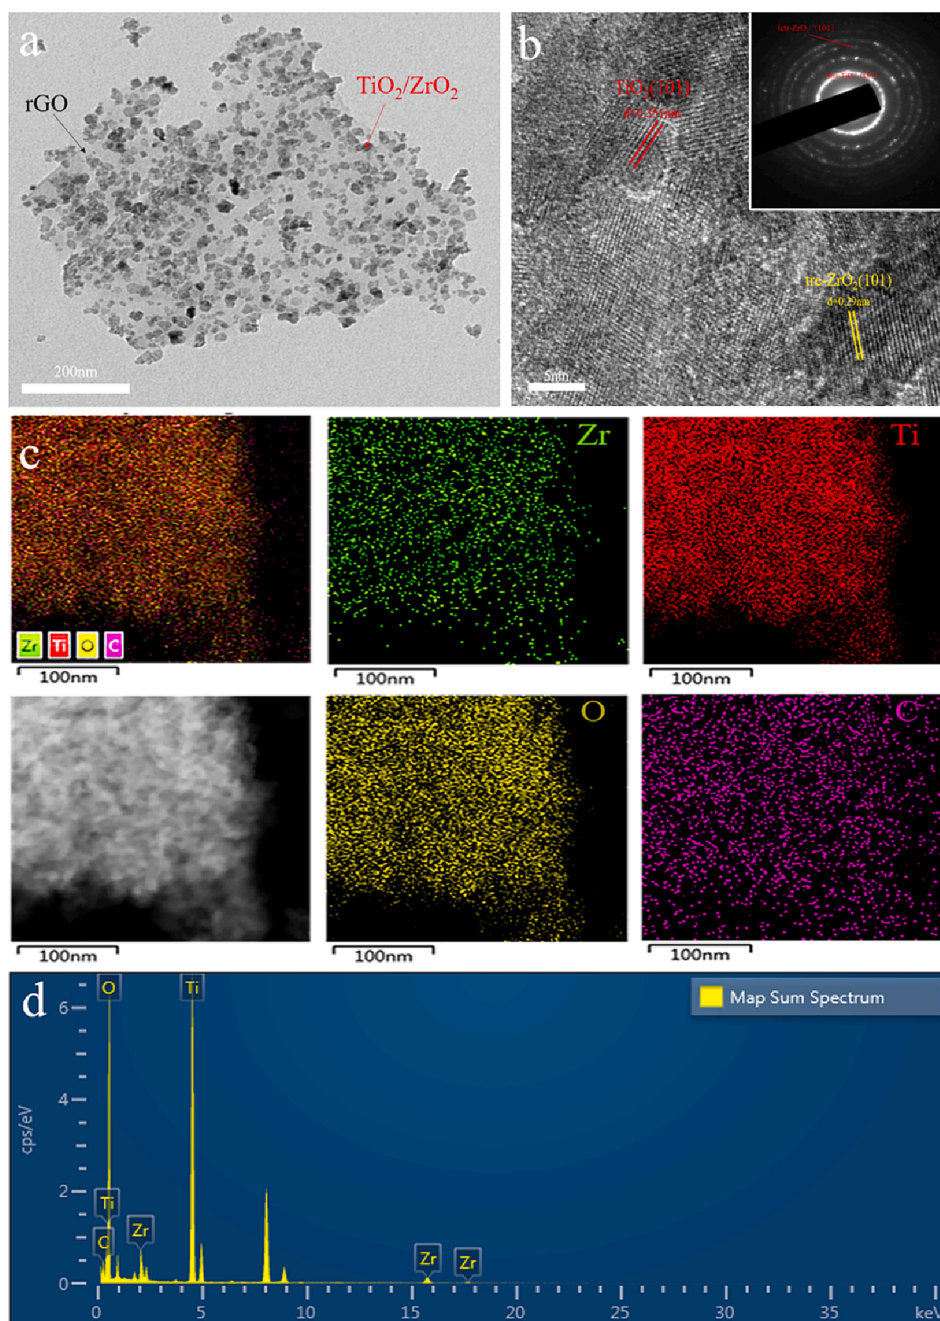 a
rGO
TiO2/ZrO2
200nm
b
TiO2(101)
tre-ZrO2(101)
d=0.29nm
5nm
c
Zr Ti O C
100nm
Zr
100nm
Ti
100nm
100nm
O
100nm
C
100nm
d
Map Sum Spectrum
cps/eV
6
4
2
0
O
Ti
Ti
C
Zr
Zr
Zr
0 5 10 15 20 25 30 35 keV